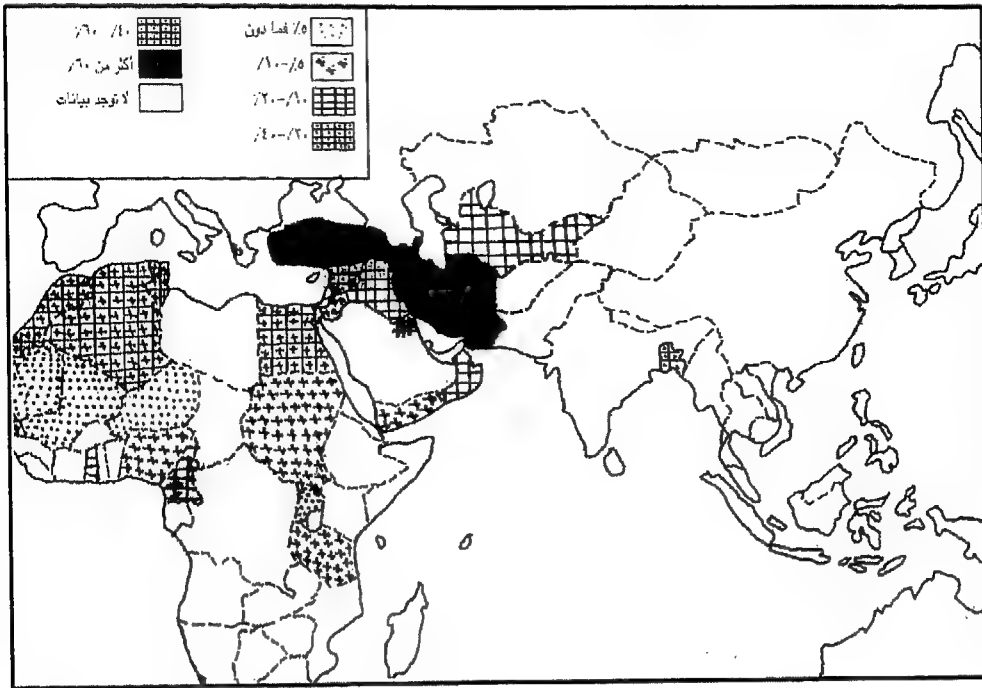 ٥٪ فما دون
٥٪-١٠٪
١٠٪-٢٠٪
٢٠٪-٤٠٪
٤٠٪-٦٠٪
أكثر من ٦٠٪
لا توجد بيانات